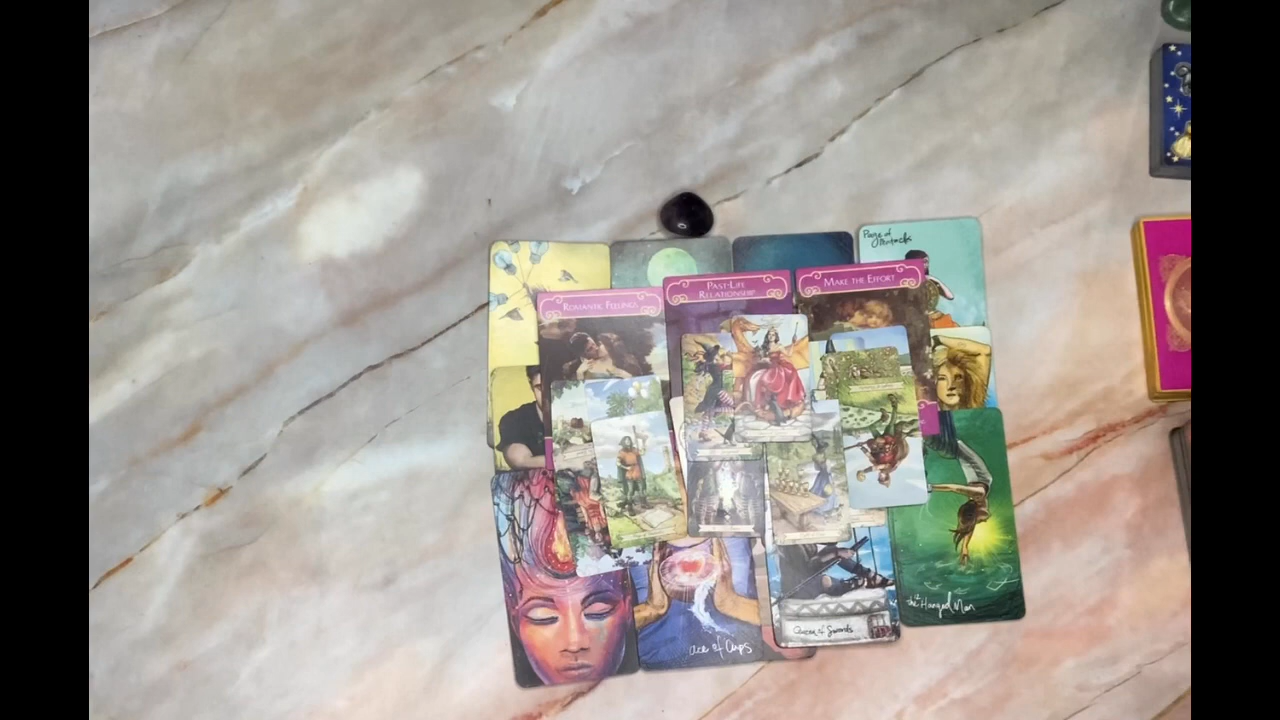 Page of
Pentacles
ROMANTIC FEELINGS
PAST-LIFE
RELATIONSHIP
MAKE THE EFFORT
the Hanged Man
Queen of Swords
ace of Cups